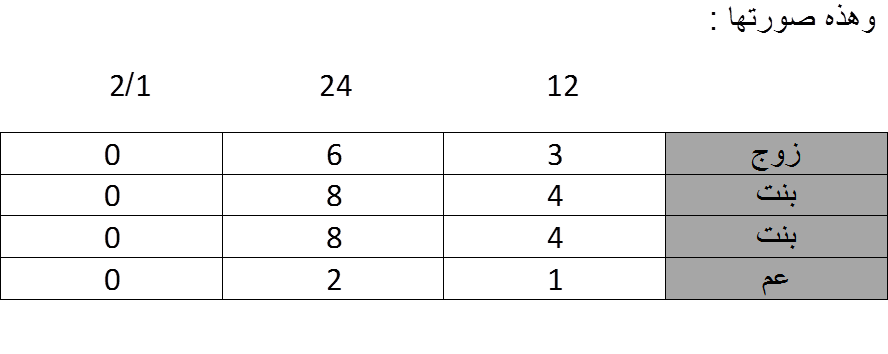 وهذه صورتها :
12 24 2/1
زوج 3 6 0
بنت 4 8 0
بنت 4 8 0
عم 1 2 0